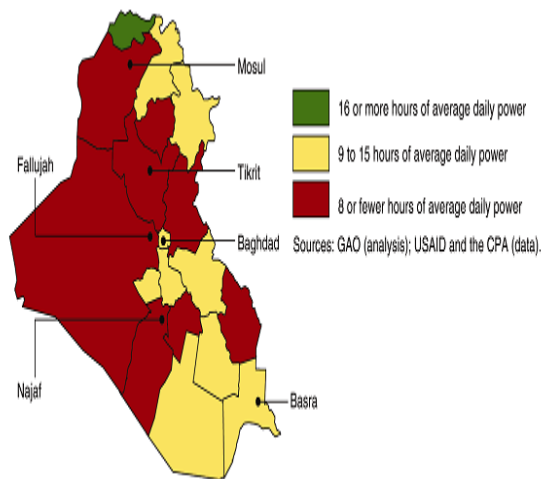 Mosul
16 or more hours of average daily power
9 to 15 hours of average daily power
Fallujah
Tikrit
8 or fewer hours of average daily power
Baghdad
Sources: GAO (analysis); USAID and the CPA (data).
Najaf
Basra